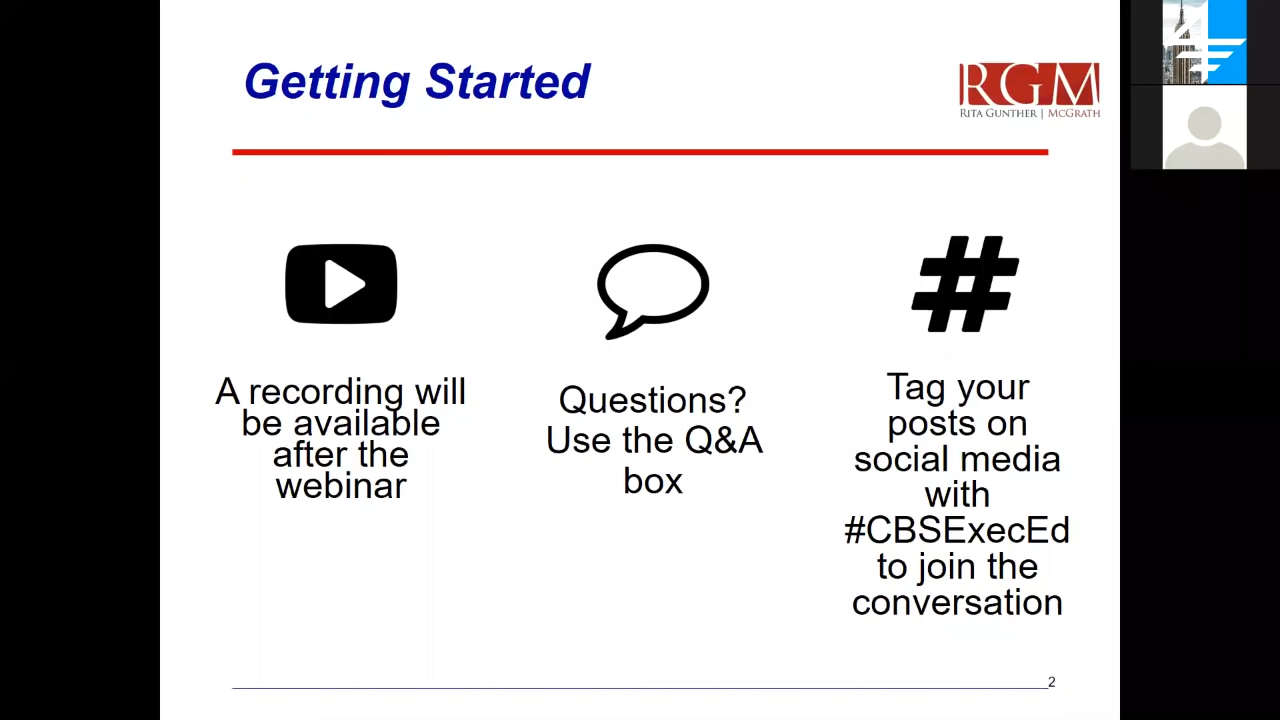 Getting Started
RGM
RITA GUNTHER | MCGRATH
A recording will
be available
after the
webinar
Questions?
Use the Q&A
box
#
Tag your
posts on
social media
with
#CBSExecEd
to join the
conversation
2